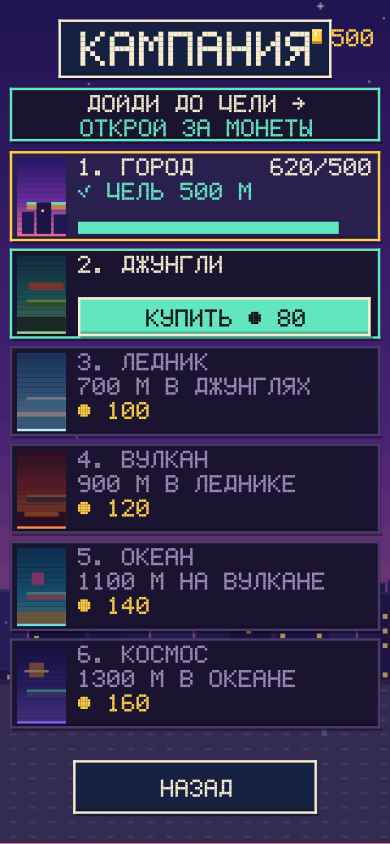 КАМПАНИЯ
500
ДОЙДИ ДО ЦЕЛИ →
ОТКРОЙ ЗА МОНЕТЫ
1. ГОРОД 620/500
✓ ЦЕЛЬ 500 М
2. ДЖУНГЛИ
КУПИТЬ ● 80
3. ЛЕДНИК
700 М В ДЖУНГЛЯХ
● 100
4. ВУЛКАН
900 М В ЛЕДНИКЕ
● 120
5. ОКЕАН
1100 М НА ВУЛКАНЕ
● 140
6. КОСМОС
1300 М В ОКЕАНЕ
● 160
НАЗАД